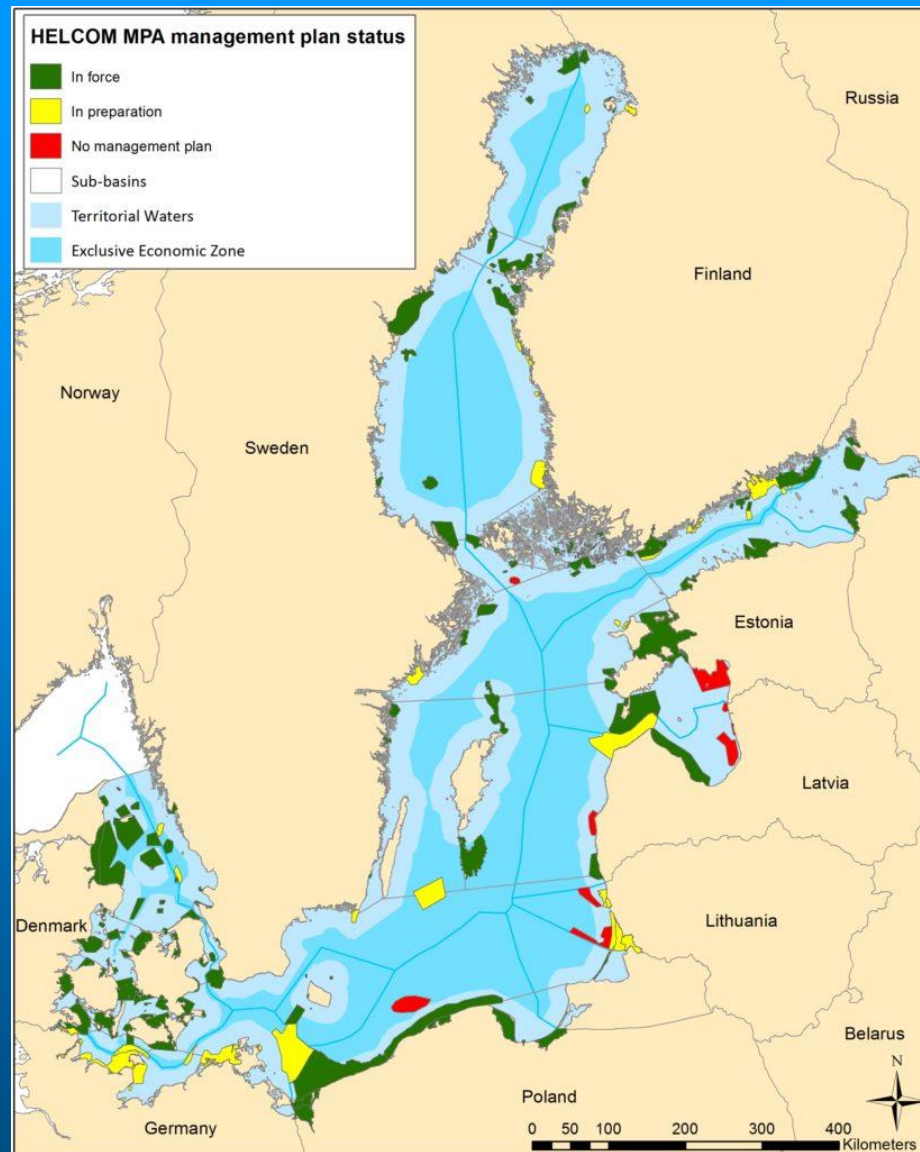 HELCOM MPA management plan status
In force
In preparation
No management plan
Sub-basins
Territorial Waters
Exclusive Economic Zone
Russia
Finland
Norway
Sweden
Estonia
Latvia
Denmark
Lithuania
Belarus
N
Poland
Germany
0 50 100 200 300 400
Kilometers